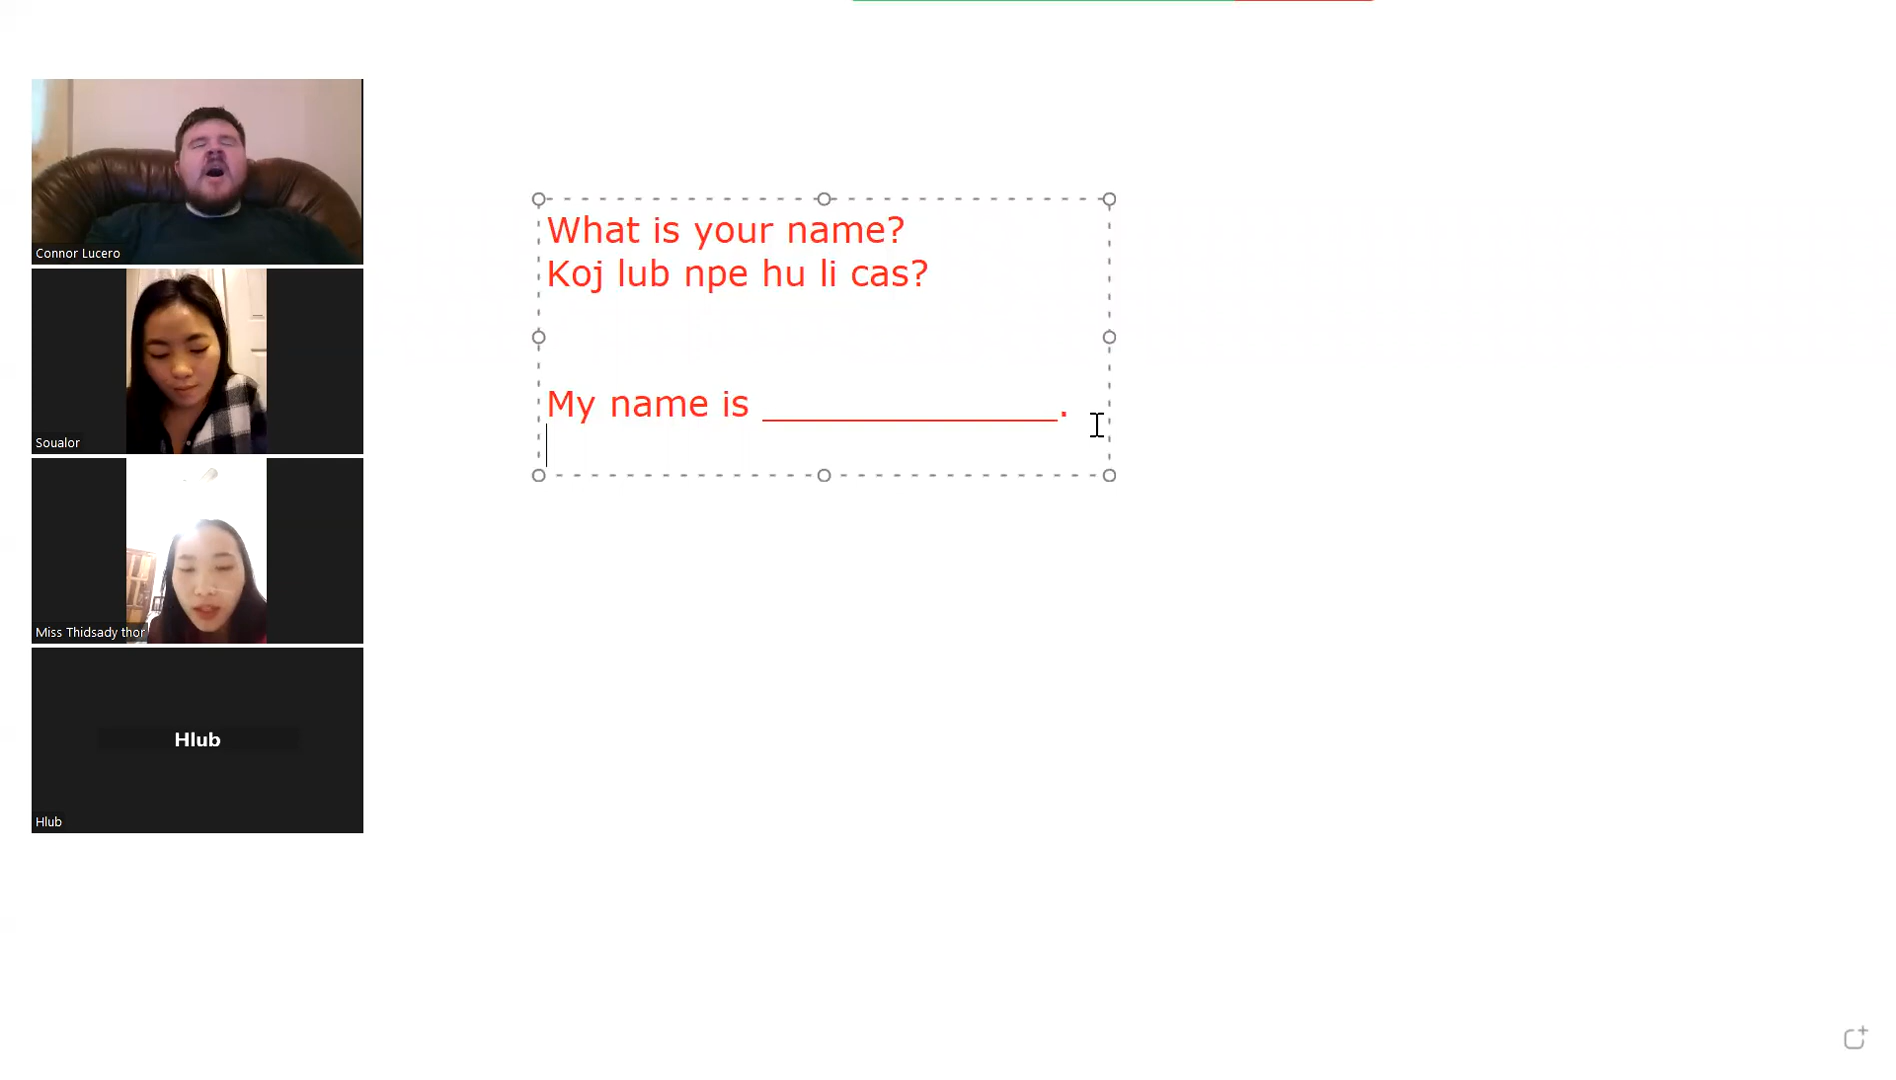 Connor Lucero
Soualor
Miss Thidsady thor
Hlub
Hlub
What is your name?
Koj lub npe hu li cas?
My name is ________________.